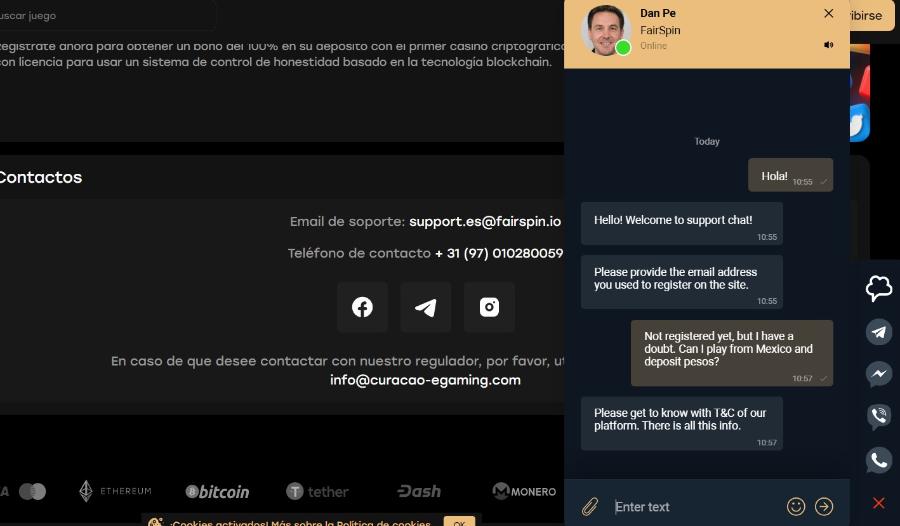 uscar juego
egístrate ahora para obtener un bono del 100% en su depósito con el primer casino criptográfic
con licencia para usar un sistema de control de honestidad basado en la tecnología blockchain.
Contactos
Email de soporte: support.es@fairspin.io
Teléfono de contacto + 31 (97) 010280059
En caso de que desee contactar con nuestro regulador, por favor, ut
info@curacao-egaming.com
ETHEREUM
bitcoin
tether
Dash
MONERO
¡Cookies activados! Más sobre la Política de cookies
OK
ribirse
Dan Pe
FairSpin
Online
Today
Hola!
10:55
Hello! Welcome to support chat!
10:55
Please provide the email address
you used to register on the site.
10:55
Not registered yet, but I have a
doubt. Can I play from Mexico and
deposit pesos?
10:57
Please get to know with T&C of our
platform. There is all this info.
10:57
Enter text